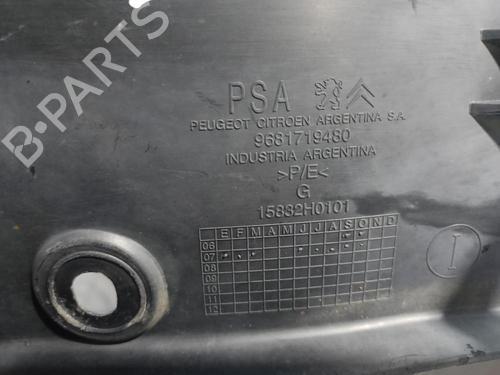 B-PARTS
PSA
PEUGEOT CITROEN ARGENTINA S.A.
9681719480
INDUSTRIA ARGENTINA
>P/E<
G
15832H0101
E F M A M J J A S O N D
06
07
08
09
10
11
12
I